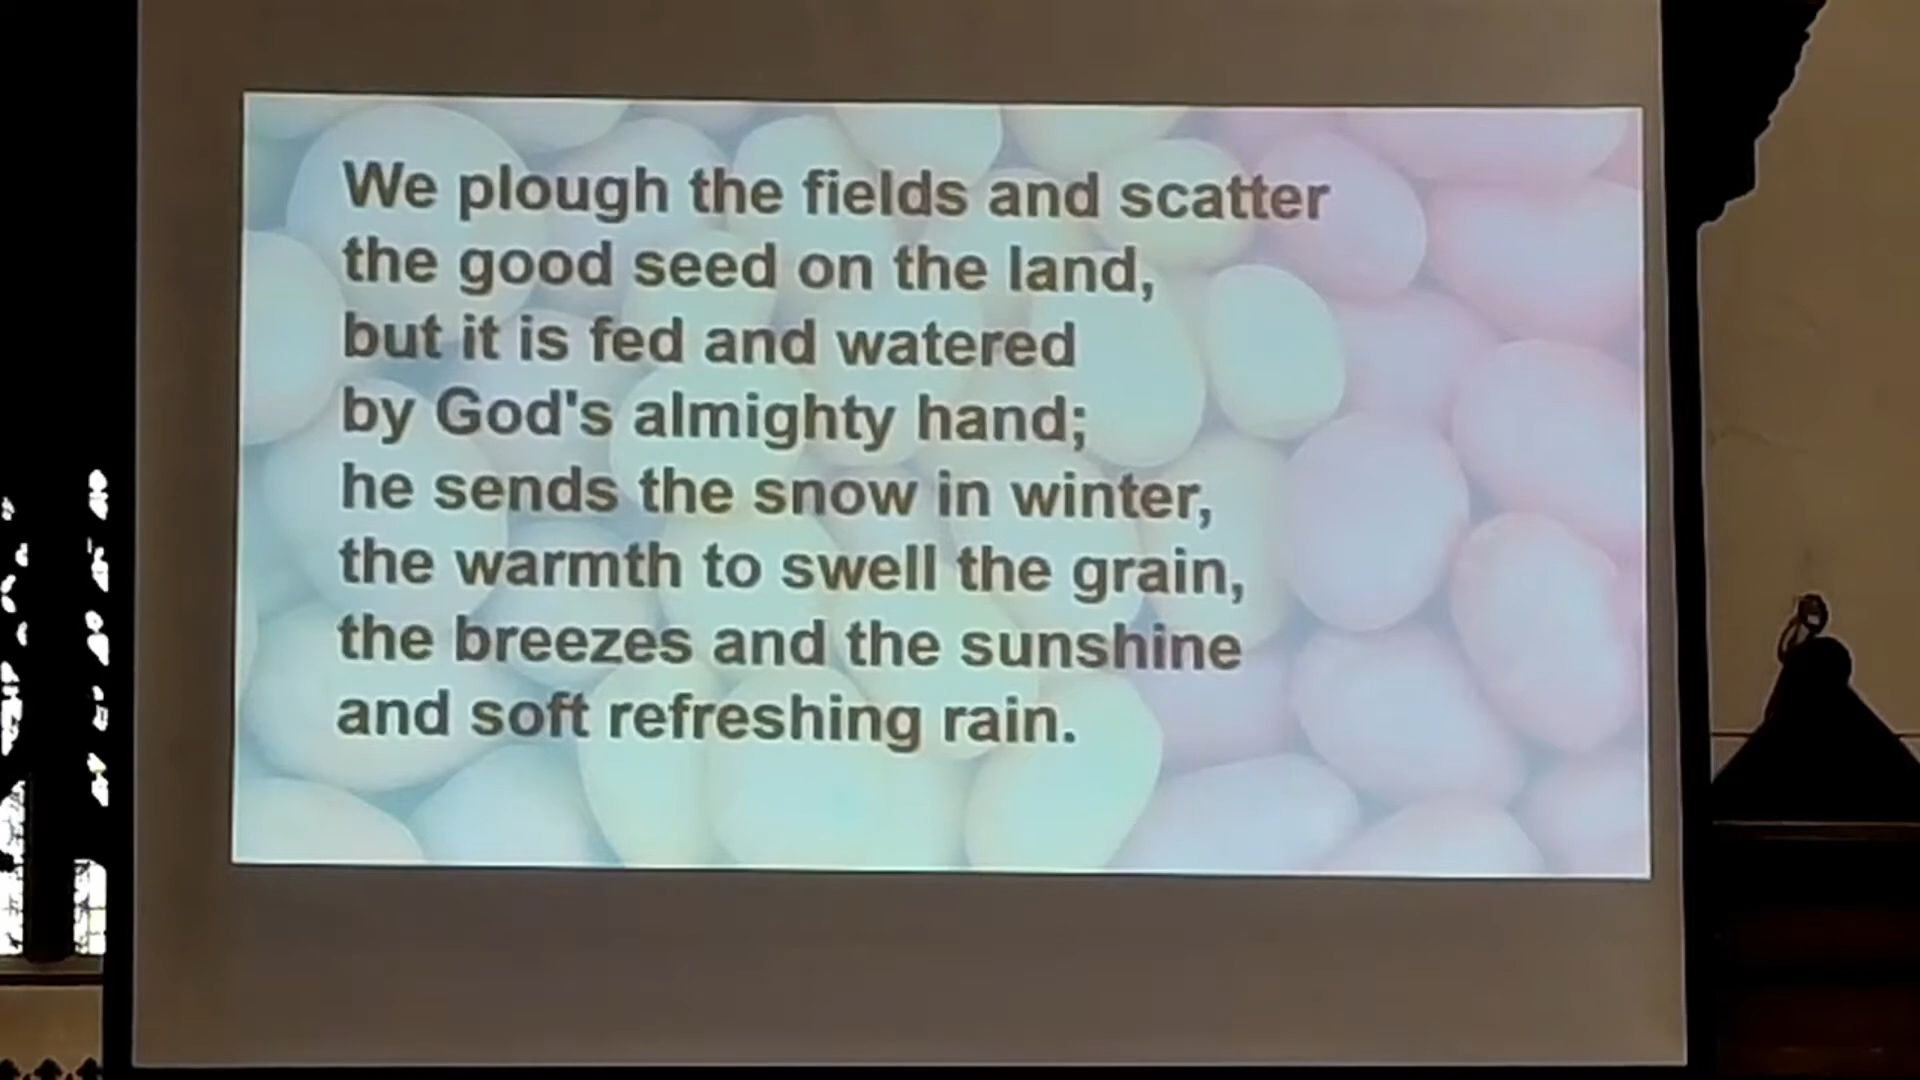 We plough the fields and scatter
the good seed on the land,
but it is fed and watered
by God's almighty hand;
he sends the snow in winter,
the warmth to swell the grain,
the breezes and the sunshine
and soft refreshing rain.